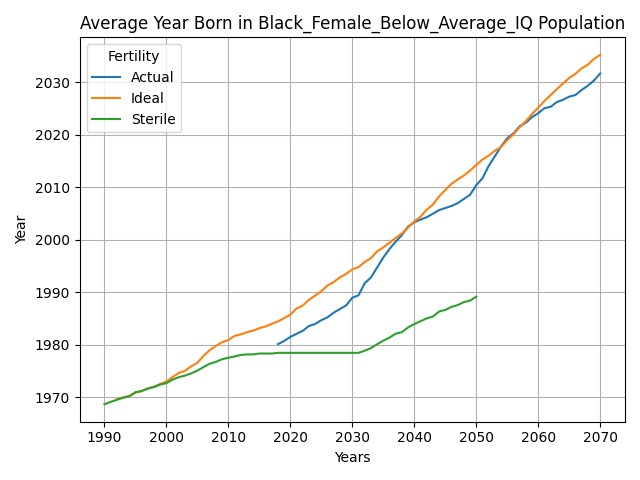 Average Year Born in Black_Female_Below_Average_IQ Population
Fertility
Actual
Ideal
Sterile
Year
2030
2020
2010
2000
1990
1980
1970
1990 2000 2010 2020 2030 2040 2050 2060 2070
Years